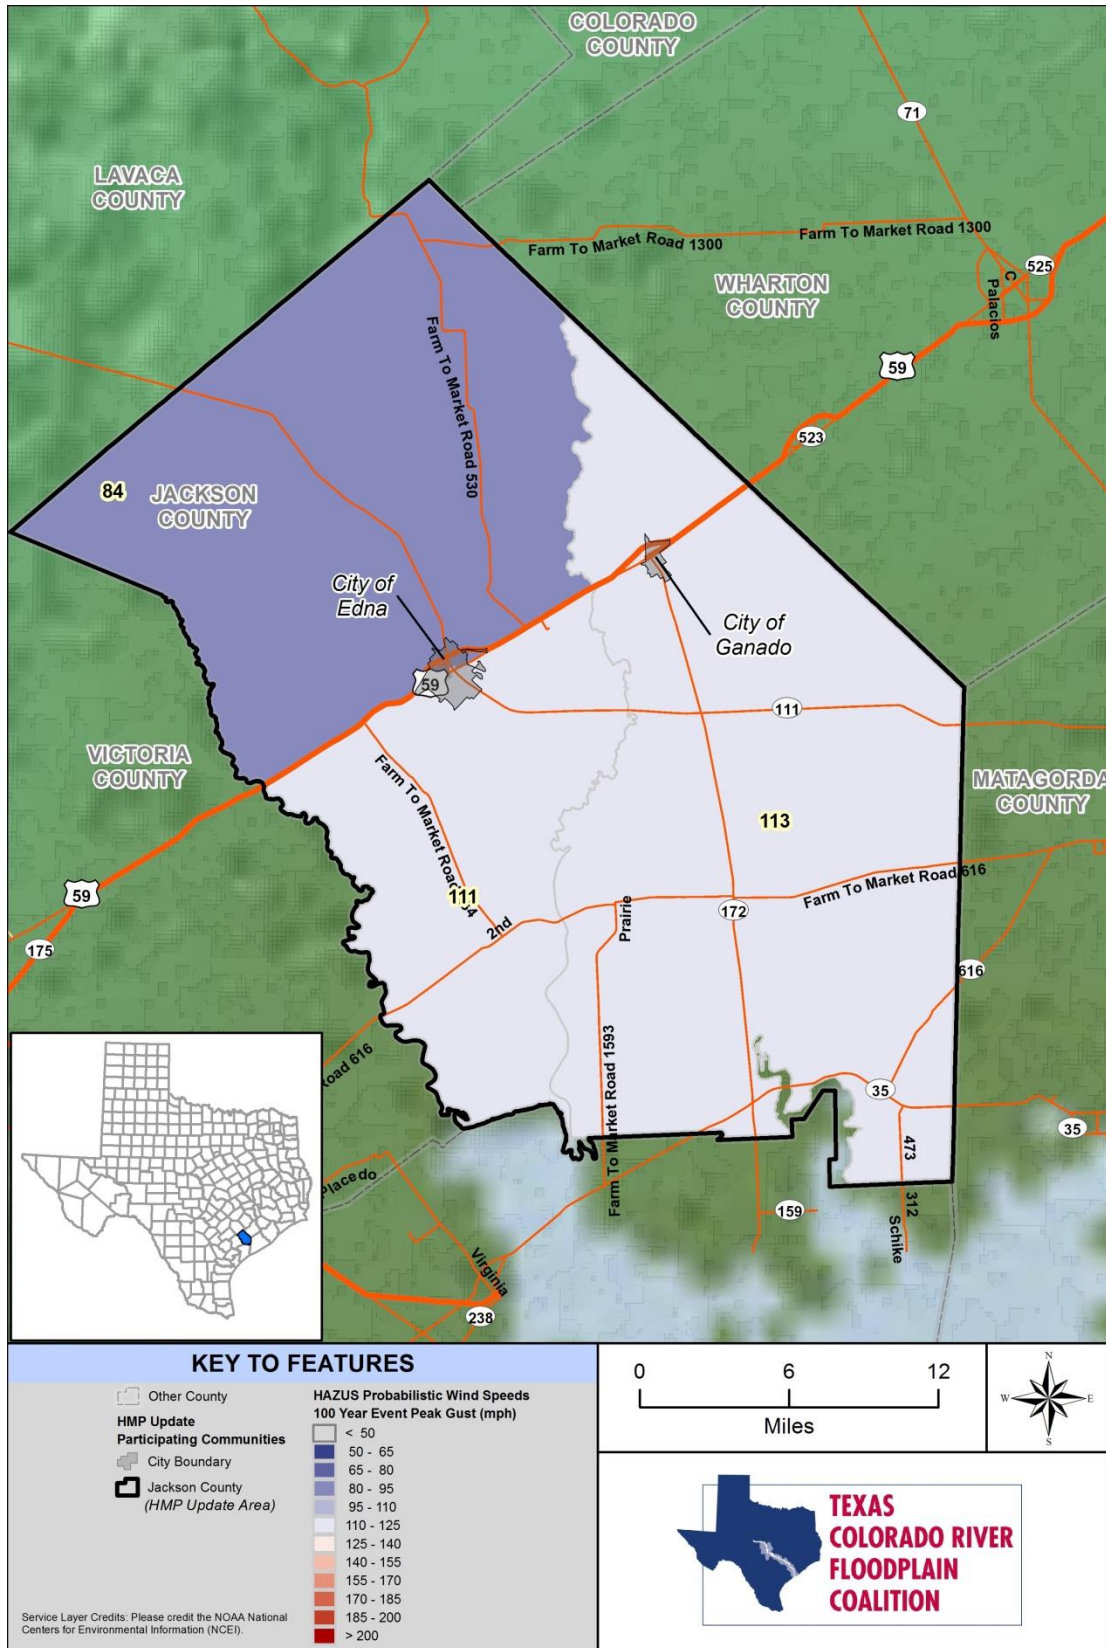 COLORADO
COUNTY
71
LAVACA
COUNTY
Farm To Market Road 1300
Farm To Market Road 1300
525
C
Palacios
WHARTON
COUNTY
59
Farm To Market Road 530
523
84
JACKSON
COUNTY
City of
Edna
City of
Ganado
59
111
VICTORIA
COUNTY
MATAGORDA
COUNTY
Farm To Market Road
113
111
2nd
Prairie
172
Farm To Market Road 616
59
175
616
Road 616
Farm To Market Road 1593
35
35
473
312
Schike
159
Placedo
Virginia
238
KEY TO FEATURES
Other County
HMP Update
Participating Communities
City Boundary
Jackson County
(HMP Update Area)
HAZUS Probabilistic Wind Speeds
100 Year Event Peak Gust (mph)
< 50
50 - 65
65 - 80
80 - 95
95 - 110
110 - 125
125 - 140
140 - 155
155 - 170
170 - 185
185 - 200
> 200
Service Layer Credits: Please credit the NOAA National
Centers for Environmental Information (NCEI).
0 6 12
Miles
N
W E
S
TEXAS
COLORADO RIVER
FLOODPLAIN
COALITION